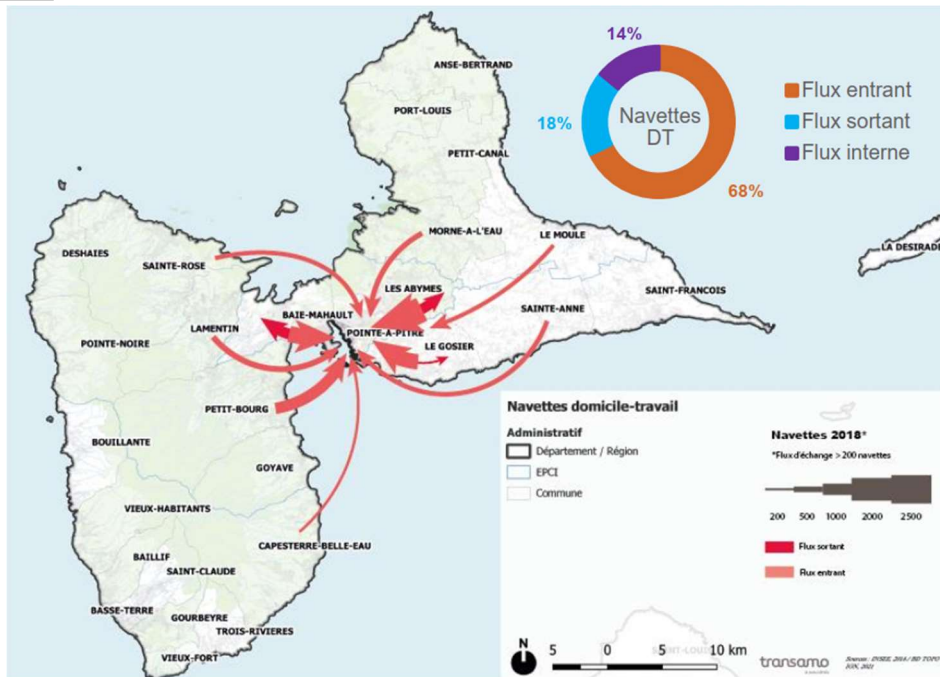 14%
18%
68%
Navettes
DT
Flux entrant
Flux sortant
Flux interne
ANSE-BERTRAND
PORT-LOUIS
PETIT-CANAL
MORNE-A-L'EAU
LE MOULE
LA DESIRADE
DESHAIES
SAINTE-ROSE
LES ABYMES
SAINT-FRANCOIS
SAINTE-ANNE
BAIE-MAHAULT
LAMENTIN
POINTE-A-PITRE
POINTE-NOIRE
LE GOSIER
PETIT-BOURG
BOUILLANTE
GOYAVE
VIEUX-HABITANTS
CAPESTERRE-BELLE-EAU
BAILLIF
SAINT-CLAUDE
BASSE-TERRE
GOURBEYRE
TROIS-RIVIERES
VIEUX-FORT
Navettes domicile-travail
Administratif
Département / Région
EPCI
Commune
Navettes 2018*
*Flux d'échange > 200 navettes
200 500 1000 2000 2500
Flux sortant
Flux entrant
SAINT-LOUIS
N
5 0 5 10 km
transamo